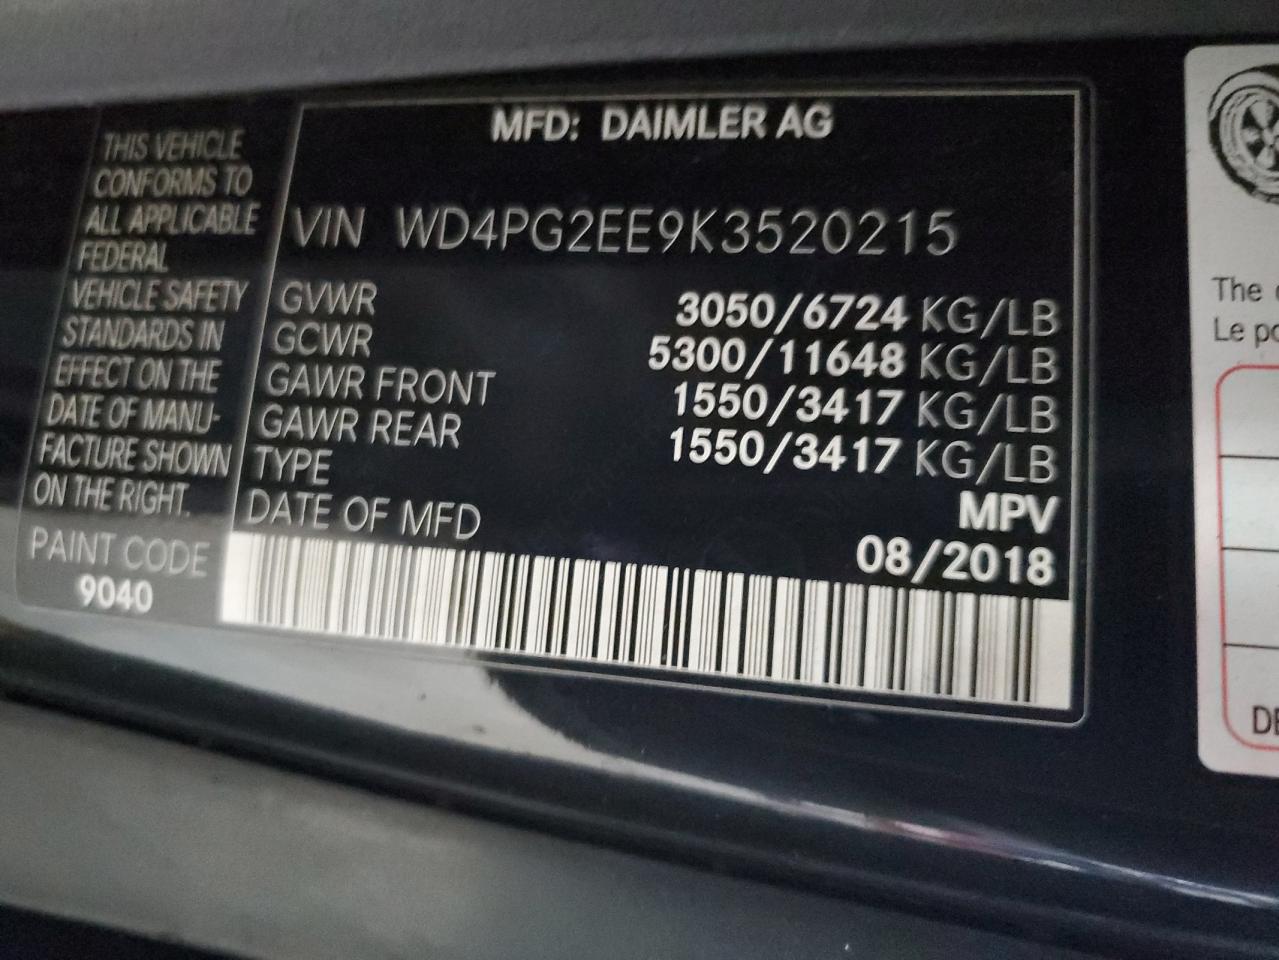 THIS VEHICLE
CONFORMS TO
ALL APPLICABLE
FEDERAL
VEHICLE SAFETY
STANDARDS IN
EFFECT ON THE
DATE OF MANU-
FACTURE SHOWN
ON THE RIGHT.
PAINT CODE
9040
MFD: DAIMLER AG
VIN WD4PG2EE9K3520215
GVWR 3050/6724 KG/LB
GCWR 5300/11648 KG/LB
GAWR FRONT 1550/3417 KG/LB
GAWR REAR 1550/3417 KG/LB
TYPE MPV
DATE OF MFD 08/2018
The
Le